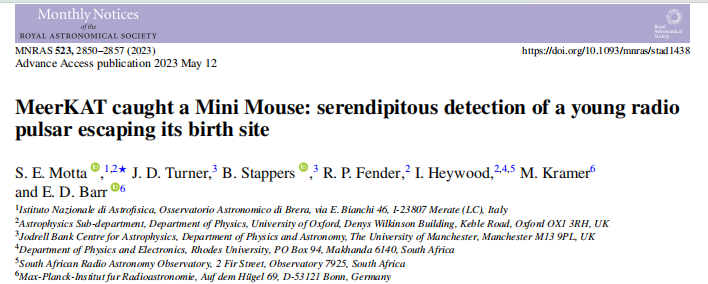 Monthly Notices
of the
ROYAL ASTRONOMICAL SOCIETY
Royal
Astronomical
Society
MNRAS 523, 2850–2857 (2023)
https://doi.org/10.1093/mnras/stad1438
Advance Access publication 2023 May 12
MeerKAT caught a Mini Mouse: serendipitous detection of a young radio
pulsar escaping its birth site
S. E. Motta iD,1,2★ J. D. Turner,3 B. Stappers iD,3 R. P. Fender,2 I. Heywood,2,4,5 M. Kramer6
and E. D. Barr iD6
1Istituto Nazionale di Astrofisica, Osservatorio Astronomico di Brera, via E. Bianchi 46, I-23807 Merate (LC), Italy
2Astrophysics Sub-department, Department of Physics, University of Oxford, Denys Wilkinson Building, Keble Road, Oxford OX1 3RH, UK
3Jodrell Bank Centre for Astrophysics, Department of Physics and Astronomy, The University of Manchester, Manchester M13 9PL, UK
4Department of Physics and Electronics, Rhodes University, PO Box 94, Makhanda 6140, South Africa
5South African Radio Astronomy Observatory, 2 Fir Street, Observatory 7925, South Africa
6Max-Planck-Institut fur Radioastronomie, Auf dem Hügel 69, D-53121 Bonn, Germany